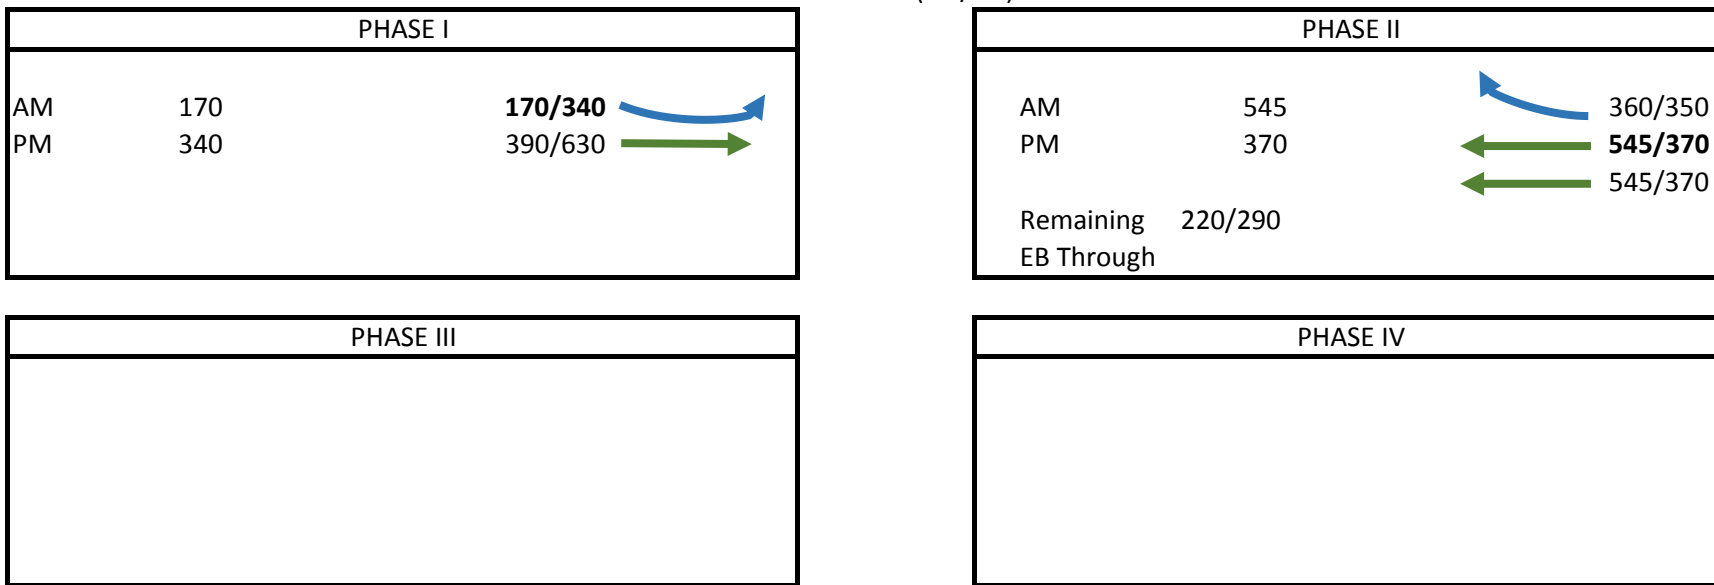 PHASE I
AM 170 170/340
PM 340 390/630
PHASE II
AM 545 360/350
PM 370 545/370
545/370
Remaining 220/290
EB Through
PHASE III
PHASE IV